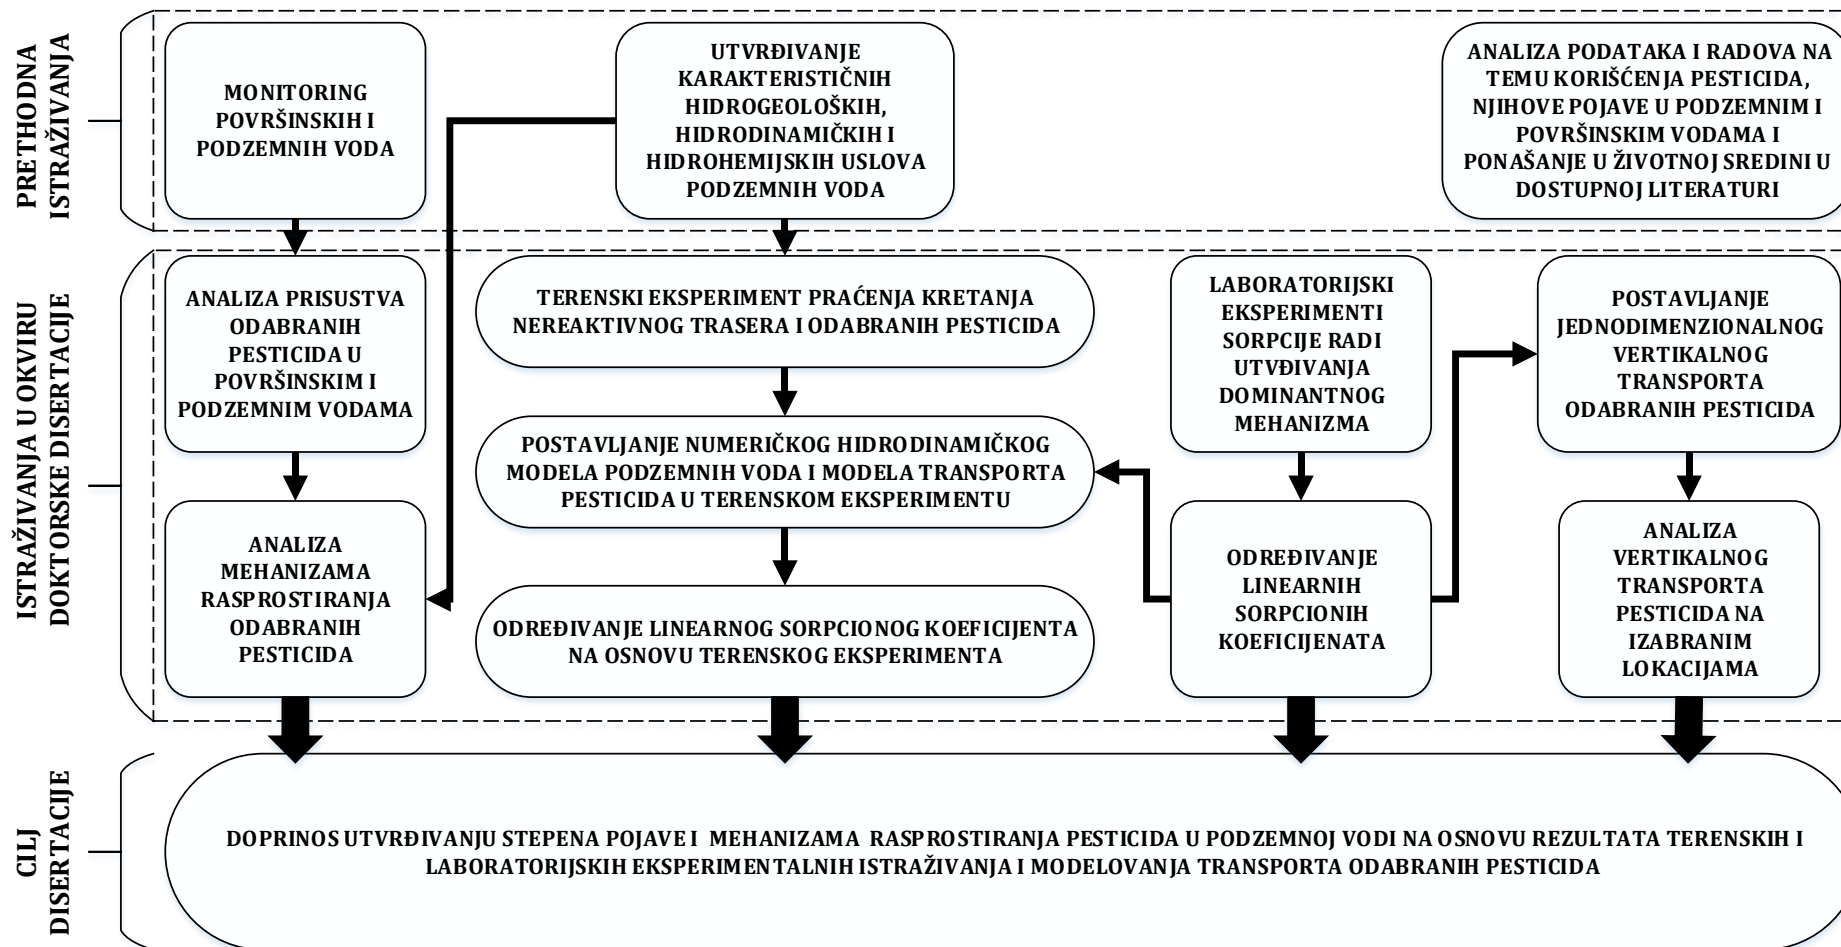 PRETHODNA
ISTRAŽIVANJA
MONITORING
POVRŠINSKIH I
PODZEMNIH VODA
UTVRĐIVANJE
KARAKTERISTIČNIH
HIDROGEOLOŠKIH,
HIDRODINAMIČKIH I
HIDROHEMIJSKIH USLOVA
PODZEMNIH VODA
ANALIZA PODATAKA I RADOVA NA
TEMU KORIŠĆENJA PESTICIDA,
NJIHOVE POJAVE U PODZEMNIM I
POVRŠINSKIM VODAMA I
PONAŠANJE U ŽIVOTNOJ SREDINI U
DOSTUPNOJ LITERATURI
ISTRAŽIVANJA U OKVIRU
DOKTORSKE DISERTACIJE
ANALIZA PRISUSTVA
ODABRANIH
PESTICIDA U
POVRŠINSKIM I
PODZEMNIM VODAMA
ANALIZA
MEHANIZAMA
RASPROSTIRANJA
ODABRANIH
PESTICIDA
TERENSKI EKSPERIMENT PRAĆENJA KRETANJA
NEREAKTIVNOG TRASERA I ODABRANIH PESTICIDA
POSTAVLJANJE NUMERIČKOG HIDRODINAMIČKOG
MODELA PODZEMNIH VODA I MODELA TRANSPORTA
PESTICIDA U TERENSKOM EKSPERIMENTU
ODREĐIVANJE LINEARNOG SORPCIONOG KOEFICIJENTA
NA OSNOVU TERENSKOG EKSPERIMENTA
LABORATORIJSKI
EKSPERIMENTI
SORPCIJE RADI
UTVĐIVANJA
DOMINANTNOG
MEHANIZMA
ODREĐIVANJE
LINEARNIH
SORPCIONIH
KOEFICIJENATA
POSTAVLJANJE
JEDNODIMENZIONALNOG
VERTIKALNOG
TRANSPORTA
ODABRANIH PESTICIDA
ANALIZA
VERTIKALNOG
TRANSPORTA
PESTICIDA NA
IZABRANIM
LOKACIJAMA
CILJ
DISERTACIJE
DOPRINOS UTVRĐIVANJU STEPENA POJAVE I MEHANIZAMA RASPROSTIRANJA PESTICIDA U PODZEMNOJ VODI NA OSNOVU REZULTATA TERENSKIH I
LABORATORIJSKIH EKSPERIMENTALNIH ISTRAŽIVANJA I MODELOVANJA TRANSPORTA ODABRANIH PESTICIDA